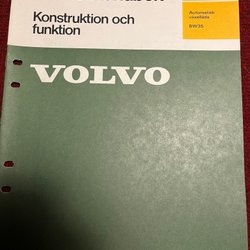 Konstruktion och
funktion
Automatisk
växellåda
BW35
VOLVO